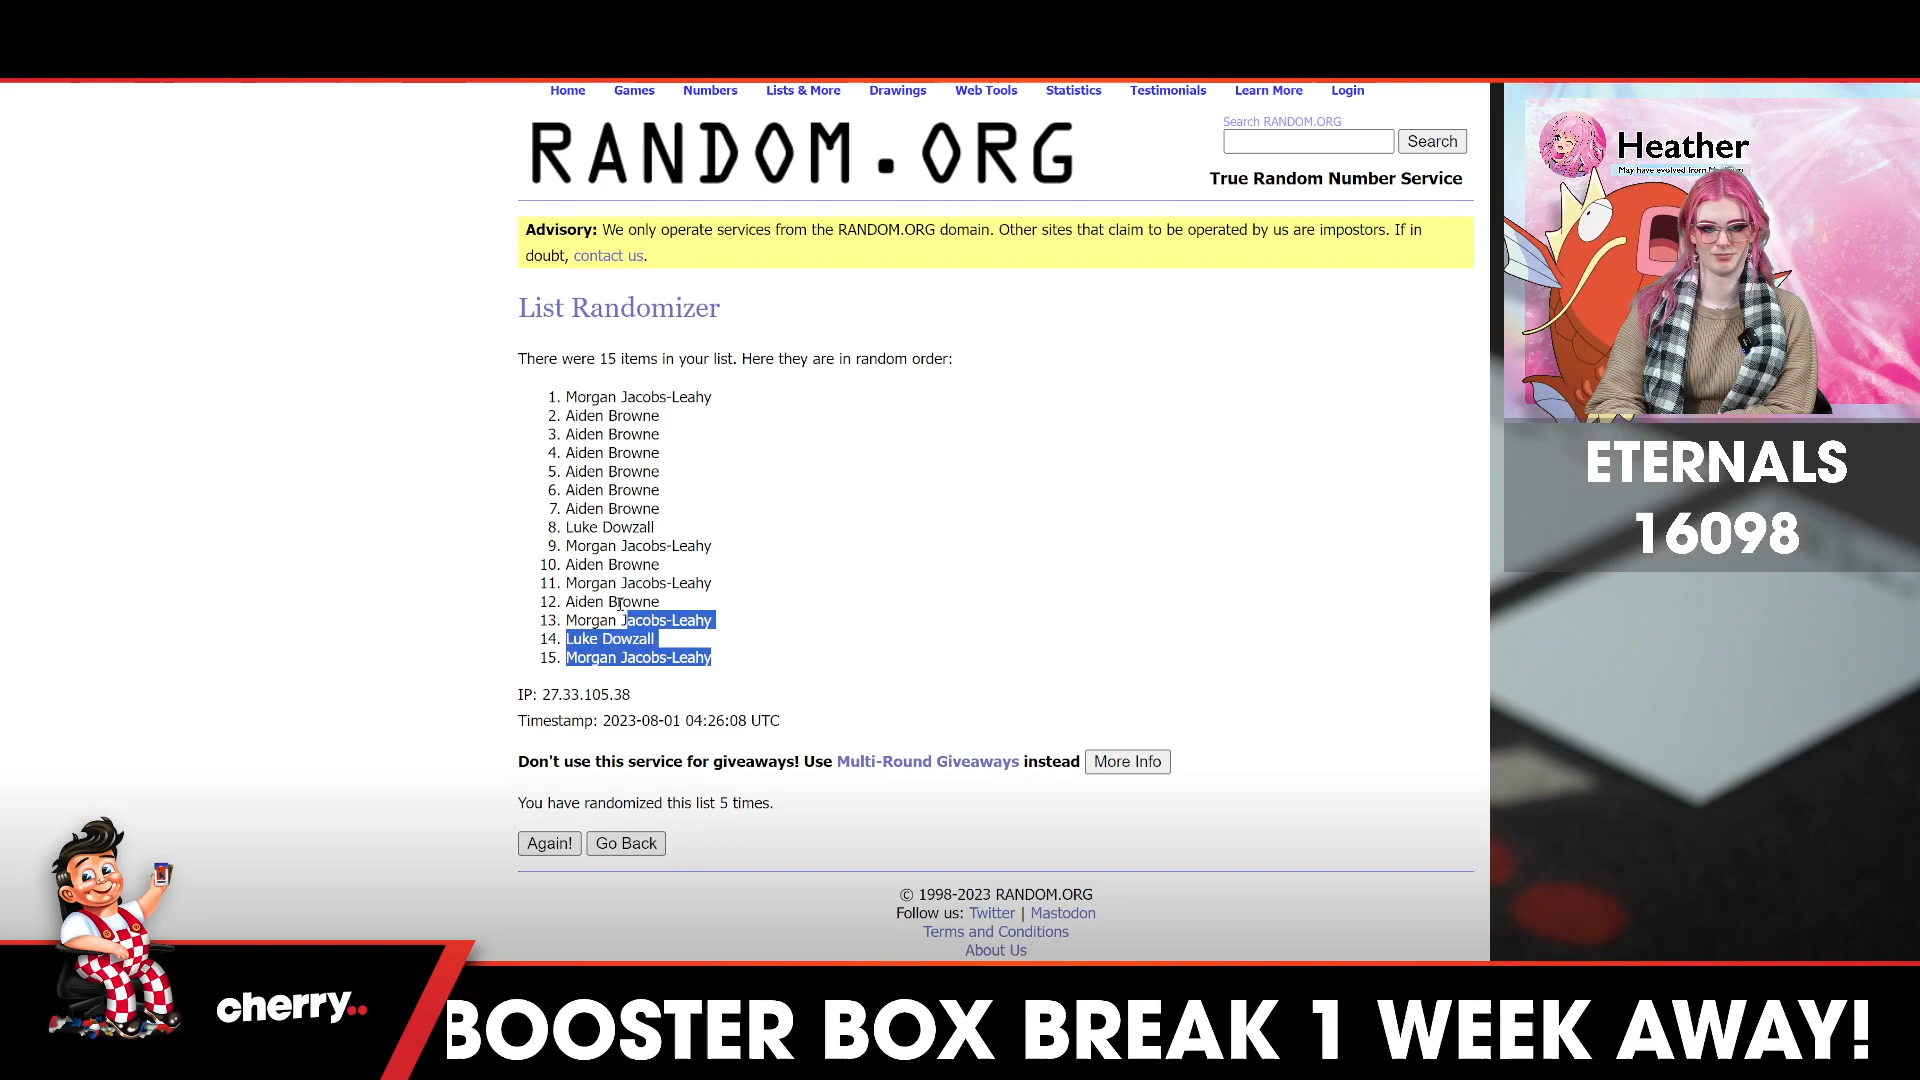 Home Games Numbers Lists & More Drawings Web Tools Statistics Testimonials Learn More Login
RANDOM.ORG
Search RANDOM.ORG
Search
True Random Number Service
Advisory: We only operate services from the RANDOM.ORG domain. Other sites that claim to be operated by us are impostors. If in
doubt, contact us.
List Randomizer
There were 15 items in your list. Here they are in random order:
1. Morgan Jacobs-Leahy
2. Aiden Browne
3. Aiden Browne
4. Aiden Browne
5. Aiden Browne
6. Aiden Browne
7. Aiden Browne
8. Luke Dowzall
9. Morgan Jacobs-Leahy
10. Aiden Browne
11. Morgan Jacobs-Leahy
12. Aiden Browne
13. Morgan Jacobs-Leahy
14. Luke Dowzall
15. Morgan Jacobs-Leahy
IP: 27.33.105.38
Timestamp: 2023-08-01 04:26:08 UTC
Don't use this service for giveaways! Use Multi-Round Giveaways instead More Info
You have randomized this list 5 times.
Again! Go Back
© 1998-2023 RANDOM.ORG
Follow us: Twitter | Mastodon
Terms and Conditions
About Us
Heather
May have evolved from
ETERNALS
16098
cherry..
BOOSTER BOX BREAK 1 WEEK AWAY!